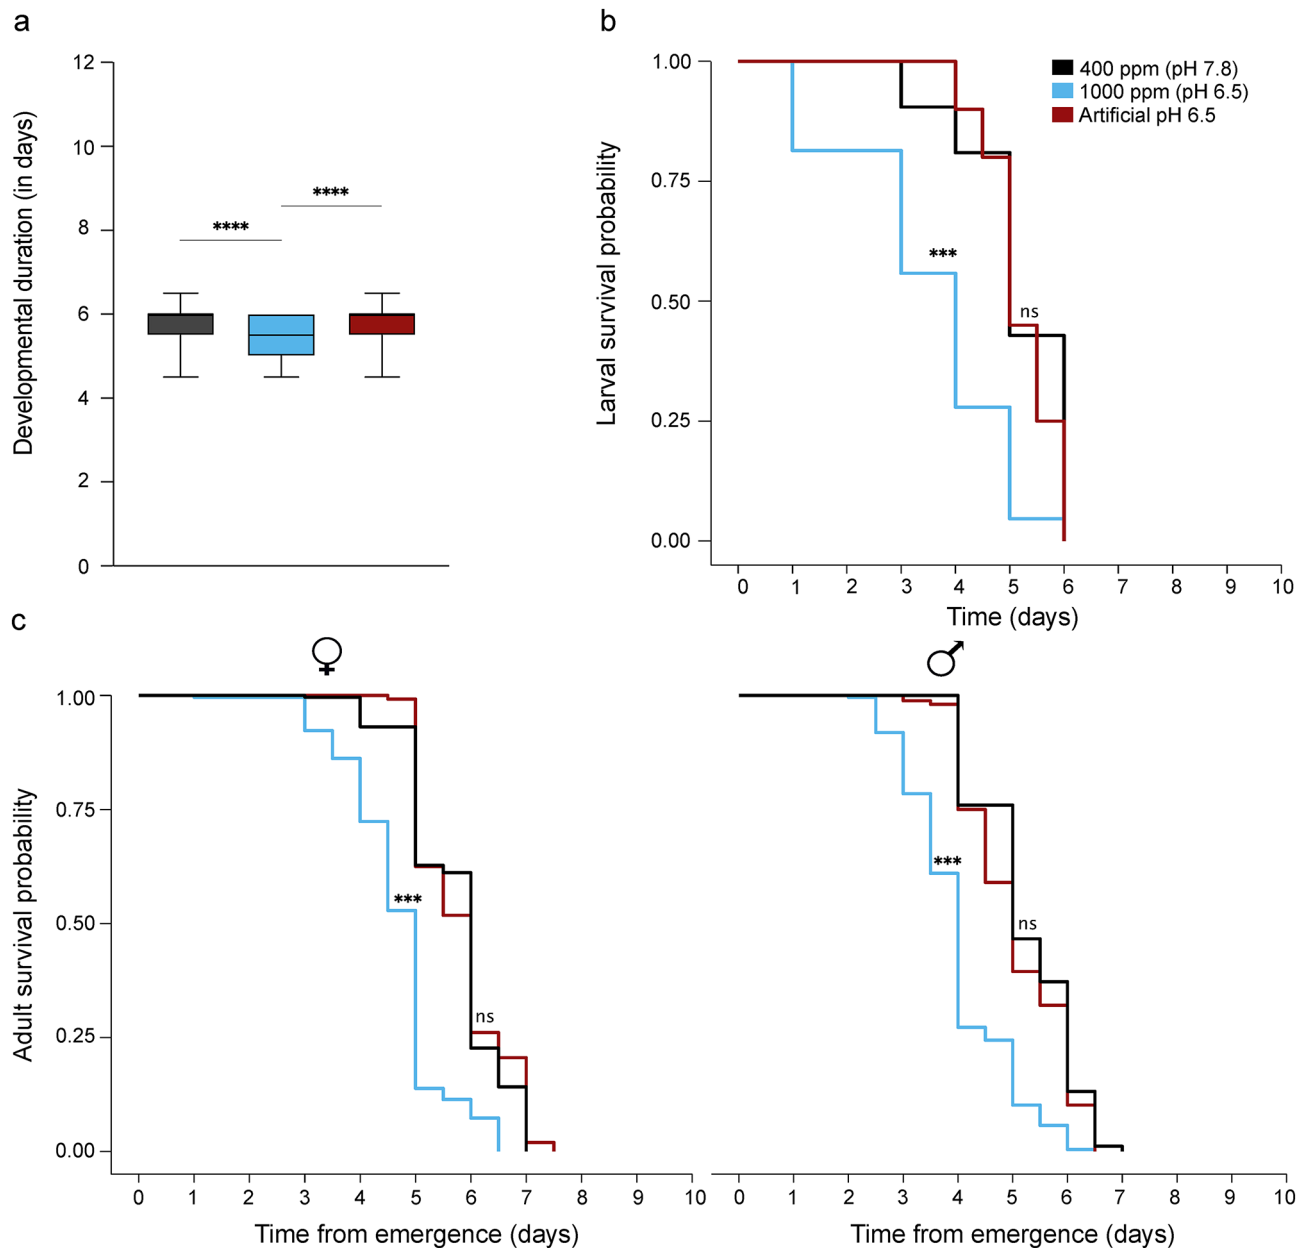 a
12
10
8
6
4
2
0
Developmental duration (in days)
****
****
b
1.00
0.75
0.50
0.25
0.00
Larval survival probability
400 ppm (pH 7.8)
1000 ppm (pH 6.5)
Artificial pH 6.5
***
ns
0 1 2 3 4 5 6 7 8 9 10
Time (days)
c
♀
1.00
0.75
0.50
0.25
0.00
Adult survival probability
***
ns
0 1 2 3 4 5 6 7 8 9 10
Time from emergence (days)
♂
***
ns
0 1 2 3 4 5 6 7 8 9 10
Time from emergence (days)